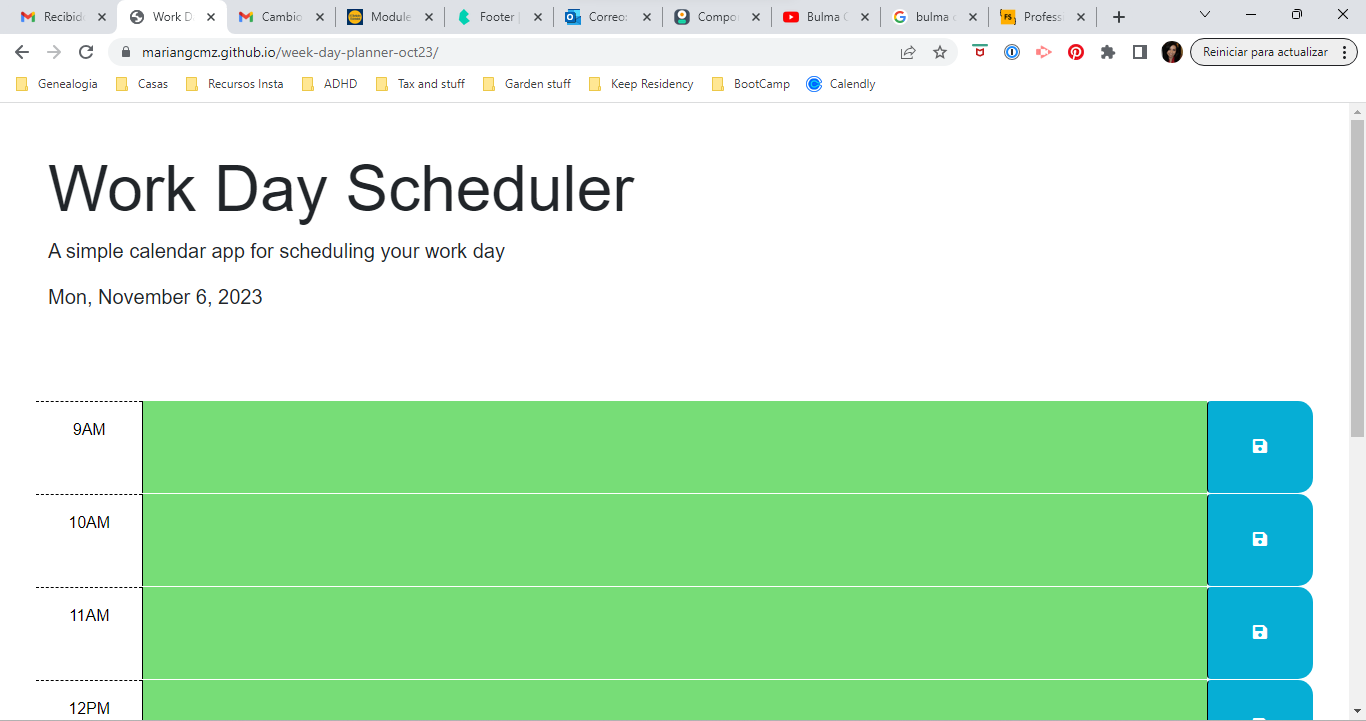 Recibid Work D Cambio Module Footer Correo: Compo Bulma bulma Profess
mariangcmz.github.io/week-day-planner-oct23/ Reiniciar para actualizar
Genealogia Casas Recursos Insta ADHD Tax and stuff Garden stuff Keep Residency BootCamp Calendly
Work Day Scheduler
A simple calendar app for scheduling your work day
Mon, November 6, 2023
9AM
10AM
11AM
12PM